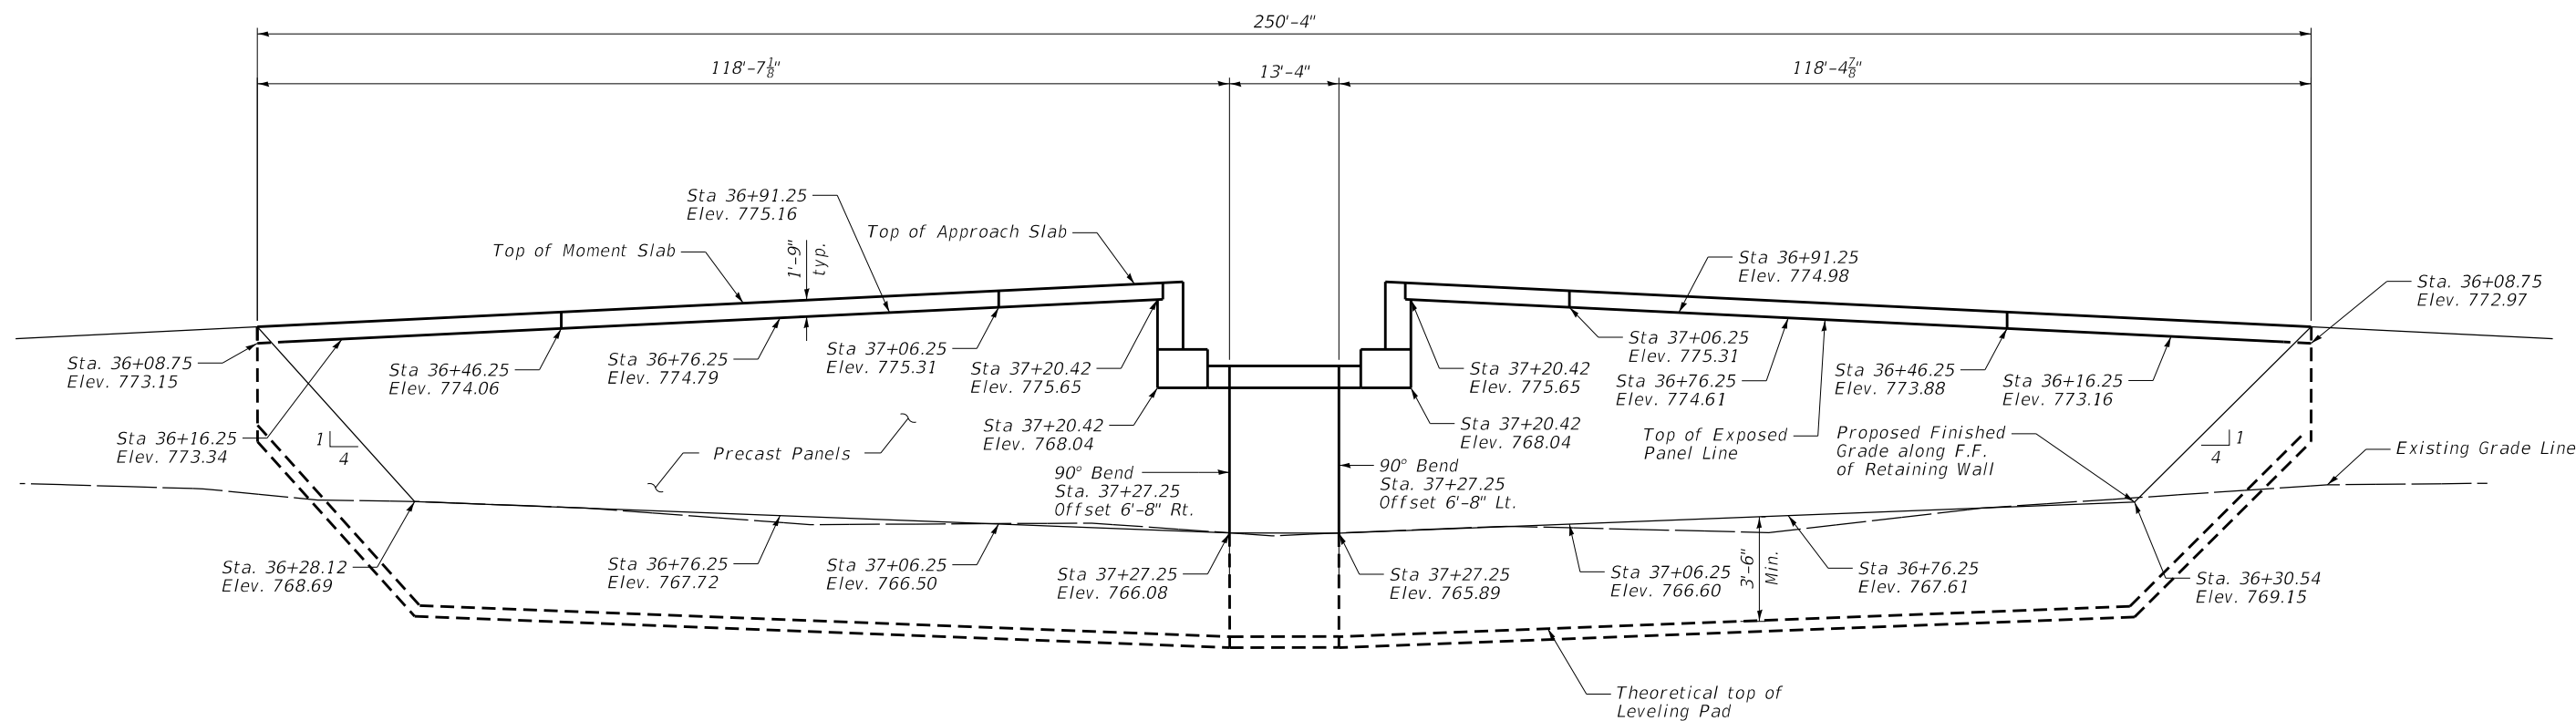 250'-4"
118'-7 1/8"
13'-4"
118'-4 7/8"
Sta 36+91.25
Elev. 775.16
Top of Approach Slab
Top of Moment Slab
1'-9"
typ.
Sta 36+91.25
Elev. 774.98
Sta. 36+08.75
Elev. 772.97
Sta. 36+08.75
Elev. 773.15
Sta 36+46.25
Elev. 774.06
Sta 36+76.25
Elev. 774.79
Sta 37+06.25
Elev. 775.31
Sta 37+20.42
Elev. 775.65
Sta 37+20.42
Elev. 775.65
Sta 37+06.25
Elev. 775.31
Sta 36+76.25
Elev. 774.61
Sta 36+46.25
Elev. 773.88
Sta 36+16.25
Elev. 773.16
Sta 36+16.25
Elev. 773.34
1
4
Precast Panels
Sta 37+20.42
Elev. 768.04
Sta 37+20.42
Elev. 768.04
Top of Exposed
Panel Line
Proposed Finished
Grade along F.F.
of Retaining Wall
1
4
Existing Grade Line
90° Bend
Sta. 37+27.25
Offset 6'-8" Rt.
90° Bend
Sta. 37+27.25
Offset 6'-8" Lt.
Sta. 36+28.12
Elev. 768.69
Sta 36+76.25
Elev. 767.72
Sta 37+06.25
Elev. 766.50
Sta 37+27.25
Elev. 766.08
Sta 37+27.25
Elev. 765.89
Sta 37+06.25
Elev. 766.60
3'-6"
Min.
Sta 36+76.25
Elev. 767.61
Sta. 36+30.54
Elev. 769.15
Theoretical top of
Leveling Pad